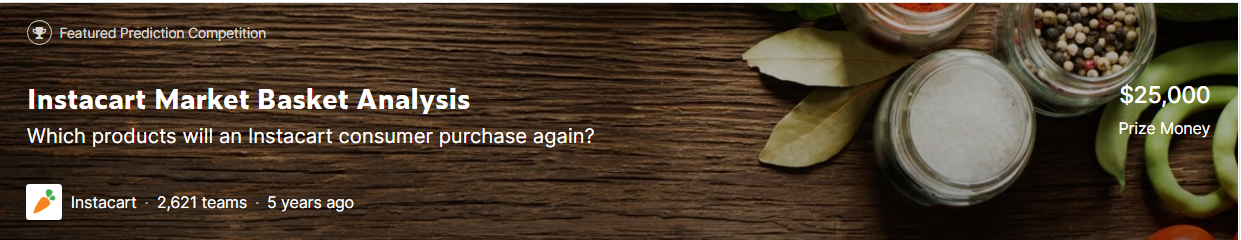 Featured Prediction Competition
Instacart Market Basket Analysis
$25,000
Which products will an Instacart consumer purchase again?
Prize Money
Instacart · 2,621 teams · 5 years ago